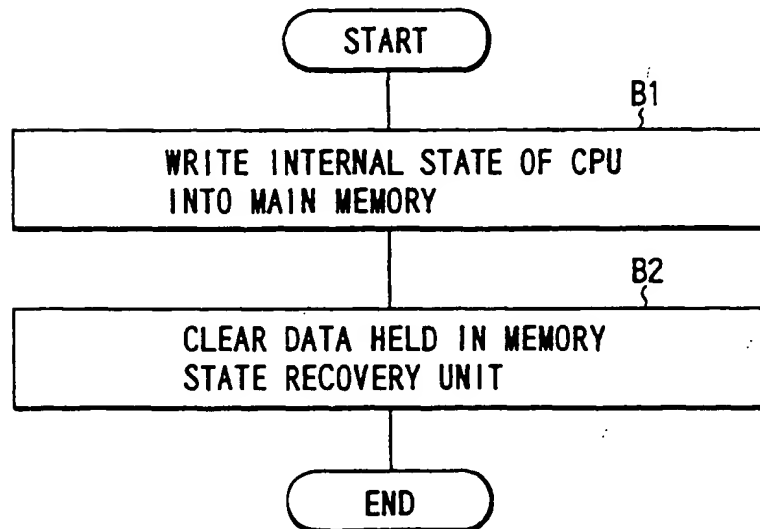 START
B1
WRITE INTERNAL STATE OF CPU
INTO MAIN MEMORY
B2
CLEAR DATA HELD IN MEMORY
STATE RECOVERY UNIT
END